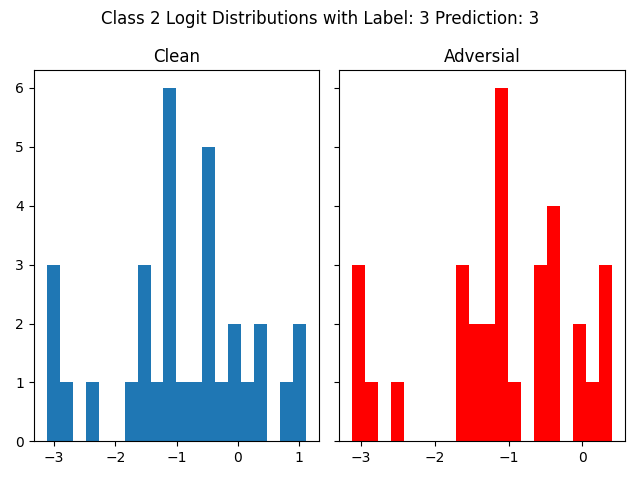 Class 2 Logit Distributions with Label: 3 Prediction: 3
Clean
Adversial
6
5
4
3
2
1
0
−3 −2 −1 0 1
−3 −2 −1 0